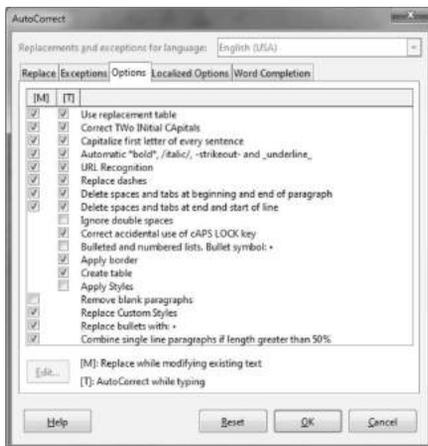 AutoCorrect
Replacements and exceptions for language: English (USA)
Replace Exceptions Options Localized Options Word Completion
[M] [T]
Use replacement table
Correct TWo INitial CApitals
Capitalize first letter of every sentence
Automatic *bold*, /italic/, -strikeout- and _underline_
URL Recognition
Replace dashes
Delete spaces and tabs at beginning and end of paragraph
Delete spaces and tabs at end and start of line
Ignore double spaces
Correct accidental use of cAPS LOCK key
Bulleted and numbered lists. Bullet symbol: •
Apply border
Create table
Apply Styles
Remove blank paragraphs
Replace Custom Styles
Replace bullets with: •
Combine single line paragraphs if length greater than 50%
Edit... [M]: Replace while modifying existing text
[T]: AutoCorrect while typing
Help Reset OK Cancel